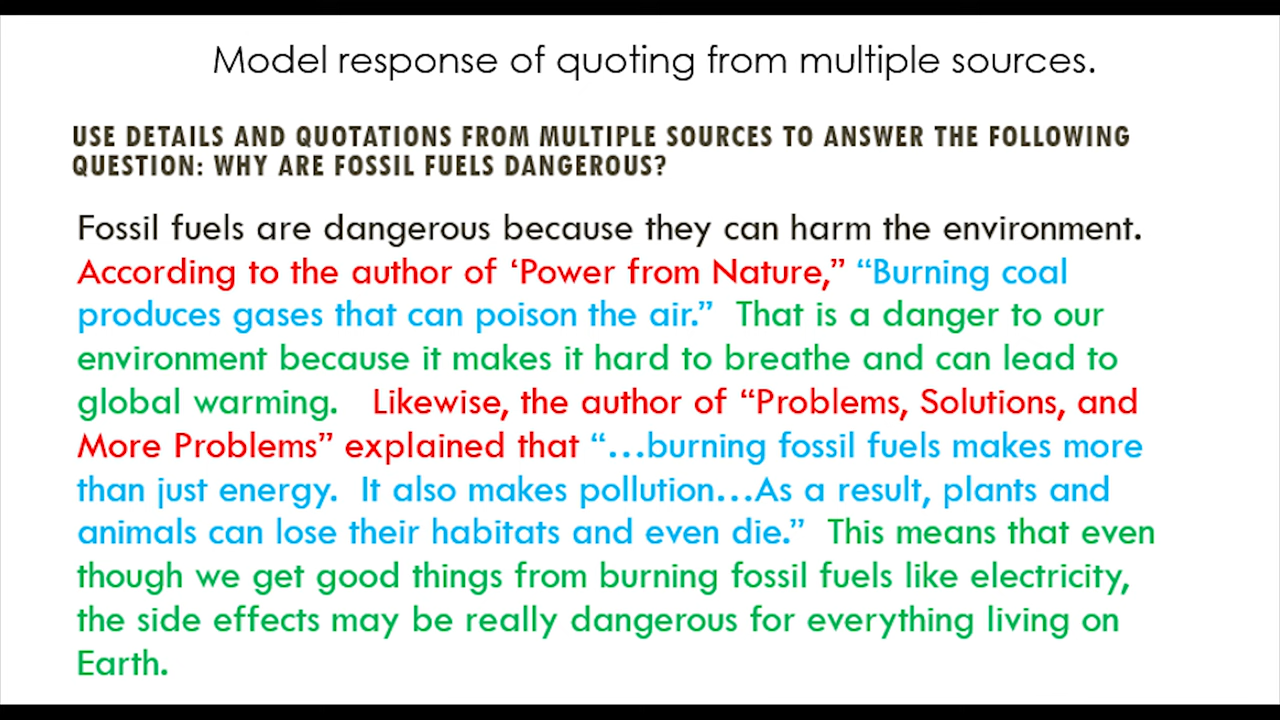 Model response of quoting from multiple sources.
USE DETAILS AND QUOTATIONS FROM MULTIPLE SOURCES TO ANSWER THE FOLLOWING
QUESTION: WHY ARE FOSSIL FUELS DANGEROUS?
Fossil fuels are dangerous because they can harm the environment.
According to the author of ‘Power from Nature,” “Burning coal
produces gases that can poison the air.” That is a danger to our
environment because it makes it hard to breathe and can lead to
global warming. Likewise, the author of “Problems, Solutions, and
More Problems” explained that “…burning fossil fuels makes more
than just energy. It also makes pollution…As a result, plants and
animals can lose their habitats and even die.” This means that even
though we get good things from burning fossil fuels like electricity,
the side effects may be really dangerous for everything living on
Earth.